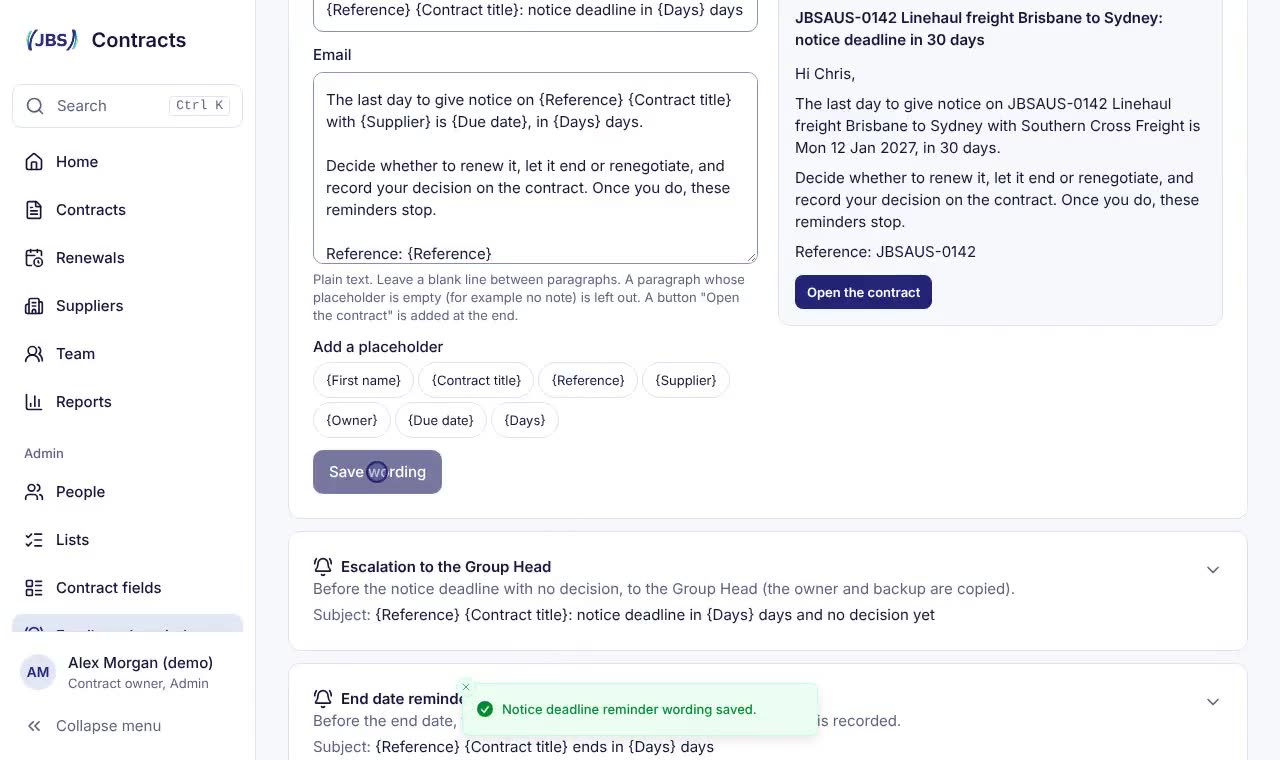 JBS
Contracts
Search
Ctrl K
Home
Contracts
Renewals
Suppliers
Team
Reports
Admin
People
Lists
Contract fields
AM
Alex Morgan (demo)
Contract owner, Admin
Collapse menu
{Reference} {Contract title}: notice deadline in {Days} days
Email
The last day to give notice on {Reference} {Contract title}
with {Supplier} is {Due date}, in {Days} days.
Decide whether to renew it, let it end or renegotiate, and
record your decision on the contract. Once you do, these
reminders stop.
Reference: {Reference}
Plain text. Leave a blank line between paragraphs. A paragraph whose
placeholder is empty (for example no note) is left out. A button "Open
the contract" is added at the end.
Add a placeholder
{First name}
{Contract title}
{Reference}
{Supplier}
{Owner}
{Due date}
{Days}
Save wording
JBSAUS-0142 Linehaul freight Brisbane to Sydney:
notice deadline in 30 days
Hi Chris,
The last day to give notice on JBSAUS-0142 Linehaul
freight Brisbane to Sydney with Southern Cross Freight is
Mon 12 Jan 2027, in 30 days.
Decide whether to renew it, let it end or renegotiate, and
record your decision on the contract. Once you do, these
reminders stop.
Reference: JBSAUS-0142
Open the contract
Escalation to the Group Head
Before the notice deadline with no decision, to the Group Head (the owner and backup are copied).
Subject: {Reference} {Contract title}: notice deadline in {Days} days and no decision yet
End date
Before the end date, is recorded.
Subject: {Reference} {Contract title} ends in {Days} days
Notice deadline reminder wording saved.